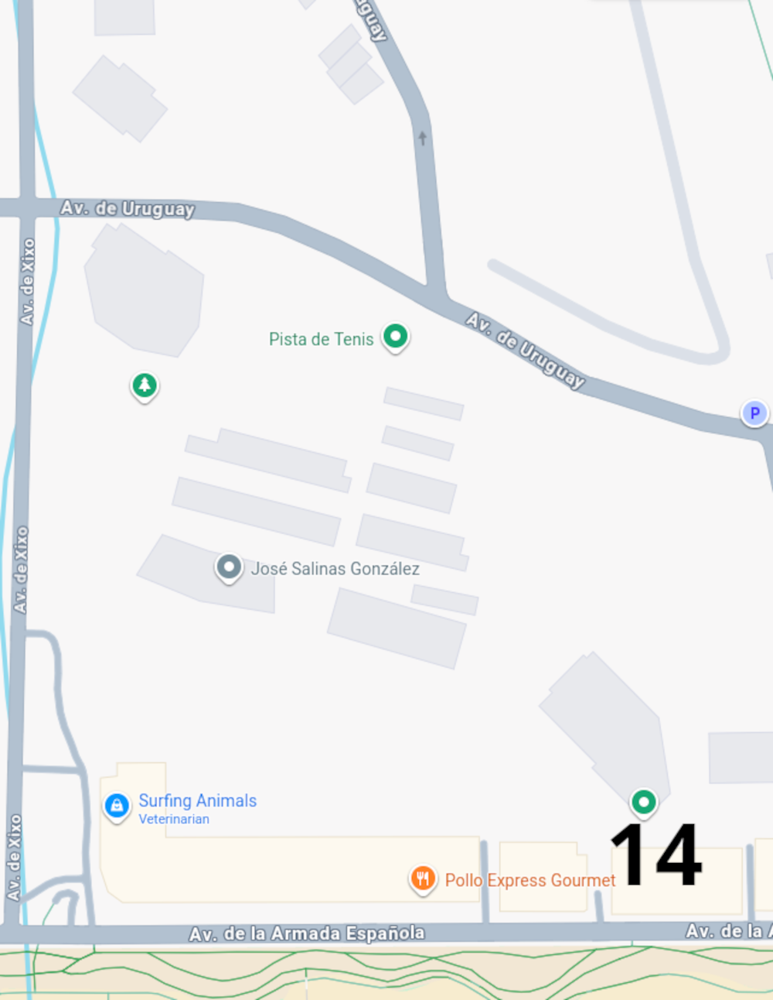 uguay
Av. de Uruguay
Av. de Xixo
Pista de Tenis
Av. de Uruguay
P
Av. de Xixo
José Salinas González
Surfing Animals
Veterinarian
Av. de Xixo
14
Pollo Express Gourmet
Av. de la Armada Española
Av. de la A